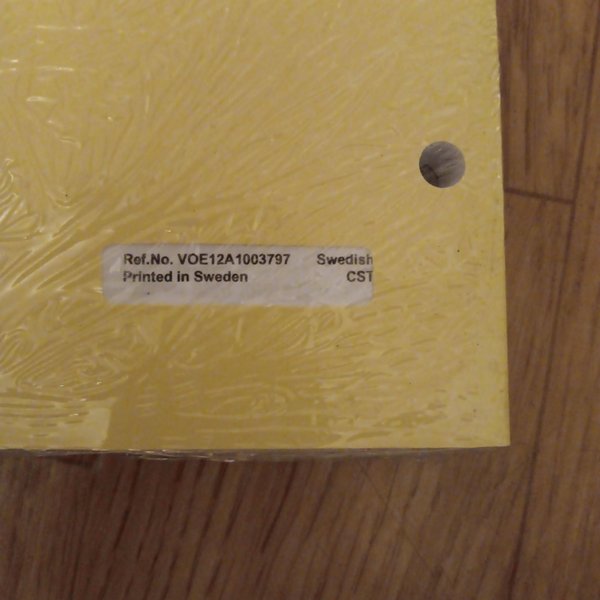 Ref.No. VOE12A1003797 Swedish
Printed in Sweden CST